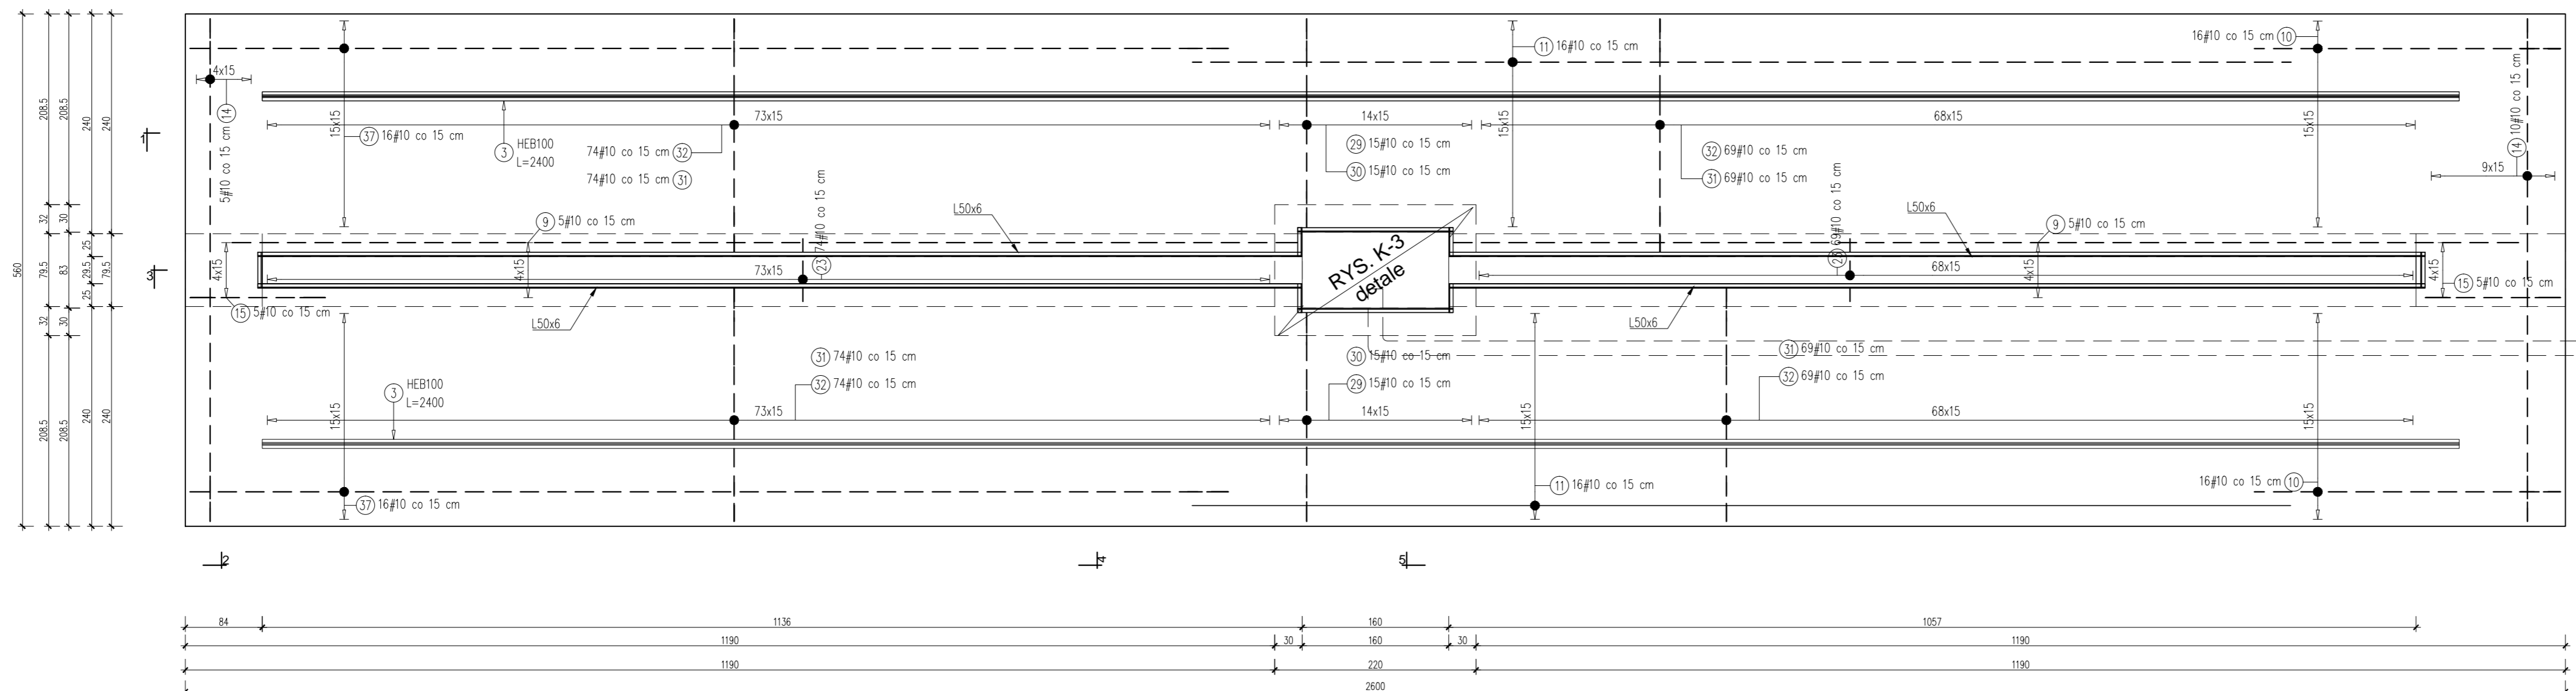 16#10 co 15 cm 10
11 16#10 co 15 cm
4x15
14
5#10 co 15 cm
15x15
37 16#10 co 15 cm
3 HEB100
L=2400
73x15
74#10 co 15 cm 32
74#10 co 15 cm 31
14x15
29 15#10 co 15 cm
30 15#10 co 15 cm
15x15
68x15
32 69#10 co 15 cm
31 69#10 co 15 cm
15x15
14 10#10 co 15 cm
9x15
1
3
9 5#10 co 15 cm
23 74#10 co 15 cm
L50x6
23 69#10 co 15 cm
L50x6
9 5#10 co 15 cm
4x15
4x15
73x15
RYS. K-3
detale
68x15
4x15
4x15
15 5#10 co 15 cm
15 5#10 co 15 cm
L50x6
L50x6
31 74#10 co 15 cm
32 74#10 co 15 cm
30 15#10 co 15 cm
29 15#10 co 15 cm
31 69#10 co 15 cm
32 69#10 co 15 cm
3 HEB100
L=2400
15x15
73x15
14x15
15x15
68x15
15x15
37 16#10 co 15 cm
11 16#10 co 15 cm
16#10 co 15 cm 10
560
208.5
32
79.5
32
208.5
208.5
30
83
30
208.5
240
25
29.5
25
240
240
79.5
240
2
4
5
84
1136
160
1057
1190
30
160
30
1190
1190
220
1190
2600